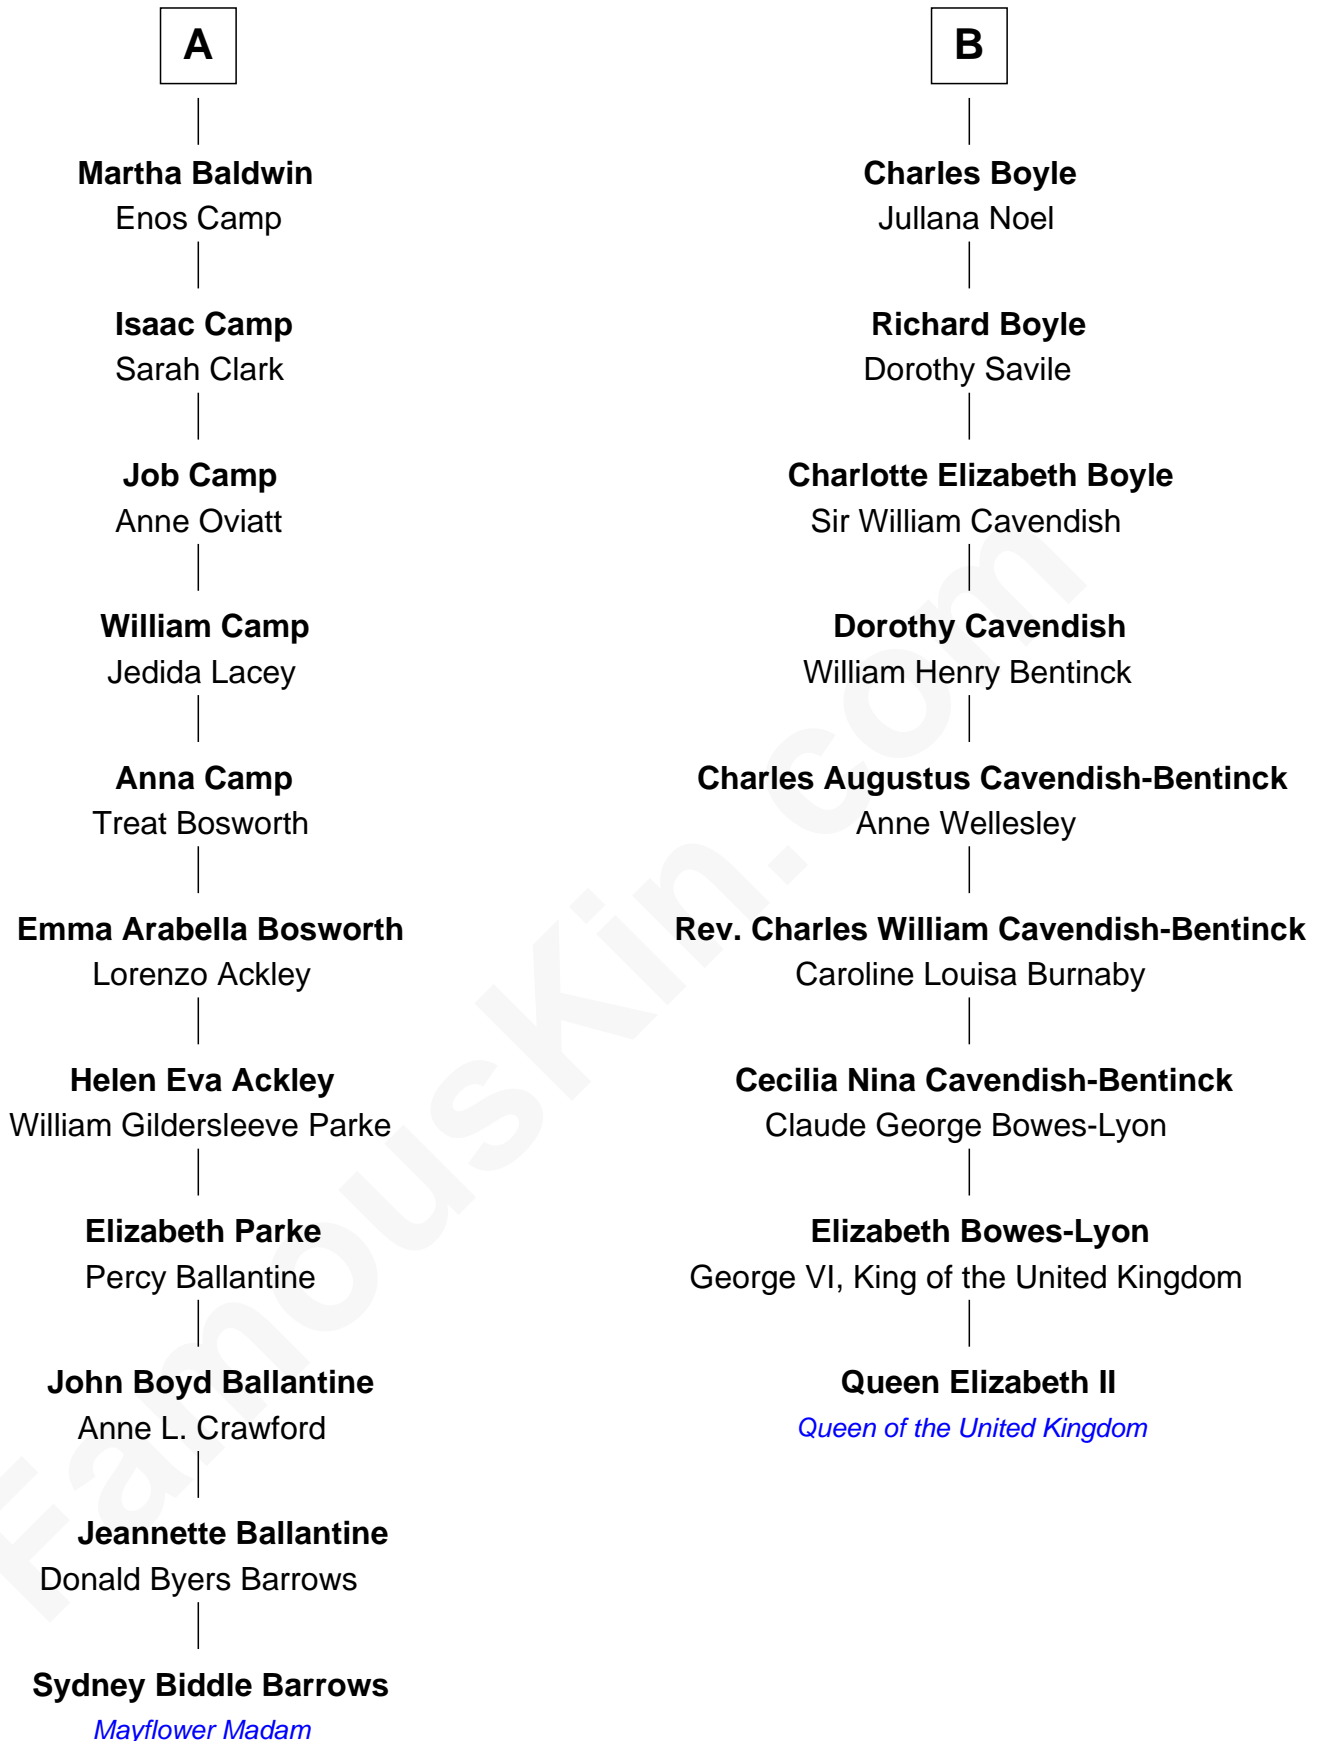 A
Martha Baldwin
Enos Camp
Isaac Camp
Sarah Clark
Job Camp
Anne Oviatt
William Camp
Jedida Lacey
Anna Camp
Treat Bosworth
Emma Arabella Bosworth
Lorenzo Ackley
Helen Eva Ackley
William Gildersleeve Parke
Elizabeth Parke
Percy Ballantine
John Boyd Ballantine
Anne L. Crawford
Jeannette Ballantine
Donald Byers Barrows
Sydney Biddle Barrows
Mayflower Madam
B
Charles Boyle
Jullana Noel
Richard Boyle
Dorothy Savile
Charlotte Elizabeth Boyle
Sir William Cavendish
Dorothy Cavendish
William Henry Bentinck
Charles Augustus Cavendish-Bentinck
Anne Wellesley
Rev. Charles William Cavendish-Bentinck
Caroline Louisa Burnaby
Cecilia Nina Cavendish-Bentinck
Claude George Bowes-Lyon
Elizabeth Bowes-Lyon
George VI, King of the United Kingdom
Queen Elizabeth II
Queen of the United Kingdom
FamousKin.com